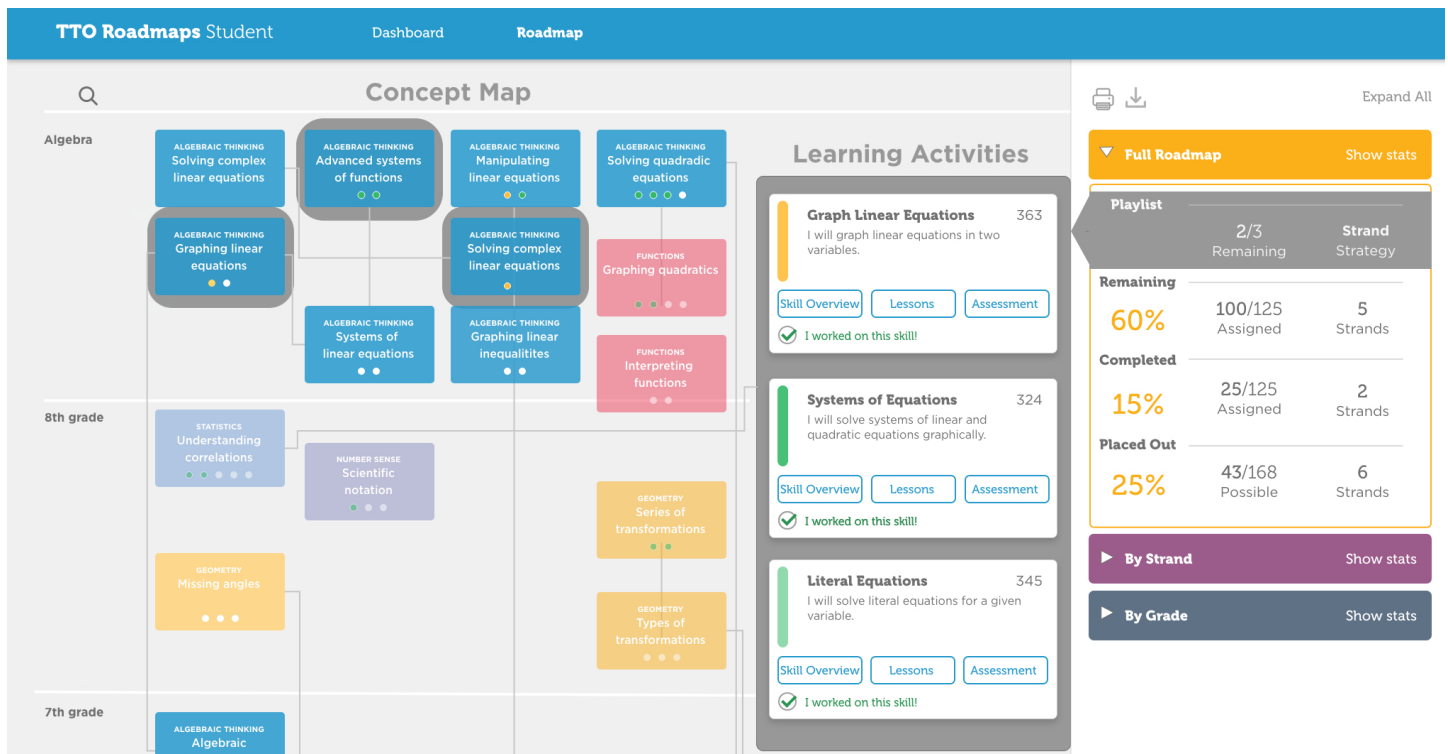 TTO Roadmaps Student
Dashboard
Roadmap
Concept Map
Algebra
ALGEBRAIC THINKING
Solving complex
linear equations
ALGEBRAIC THINKING
Advanced systems
of functions
ALGEBRAIC THINKING
Manipulating
linear equations
ALGEBRAIC THINKING
Solving quadradic
equations
ALGEBRAIC THINKING
Graphing linear
equations
ALGEBRAIC THINKING
Solving complex
linear equations
FUNCTIONS
Graphing quadratics
ALGEBRAIC THINKING
Systems of
linear equations
ALGEBRAIC THINKING
Graphing linear
inequalitites
FUNCTIONS
Interpreting
functions
8th grade
STATISTICS
Understanding
correlations
NUMBER SENSE
Scientific
notation
GEOMETRY
Series of
transformations
GEOMETRY
Missing angles
GEOMETRY
Types of
transformations
7th grade
ALGEBRAIC THINKING
Algebraic
Learning Activities
Graph Linear Equations
363
I will graph linear equations in two
variables.
Skill Overview
Lessons
Assessment
I worked on this skill!
Systems of Equations
324
I will solve systems of linear and
quadratic equations graphically.
Skill Overview
Lessons
Assessment
I worked on this skill!
Literal Equations
345
I will solve literal equations for a given
variable.
Skill Overview
Lessons
Assessment
I worked on this skill!
Expand All
Full Roadmap
Show stats
Playlist
2/3
Remaining
Strand
Strategy
Remaining
60%
100/125
Assigned
5
Strands
Completed
15%
25/125
Assigned
2
Strands
Placed Out
25%
43/168
Possible
6
Strands
By Strand
Show stats
By Grade
Show stats